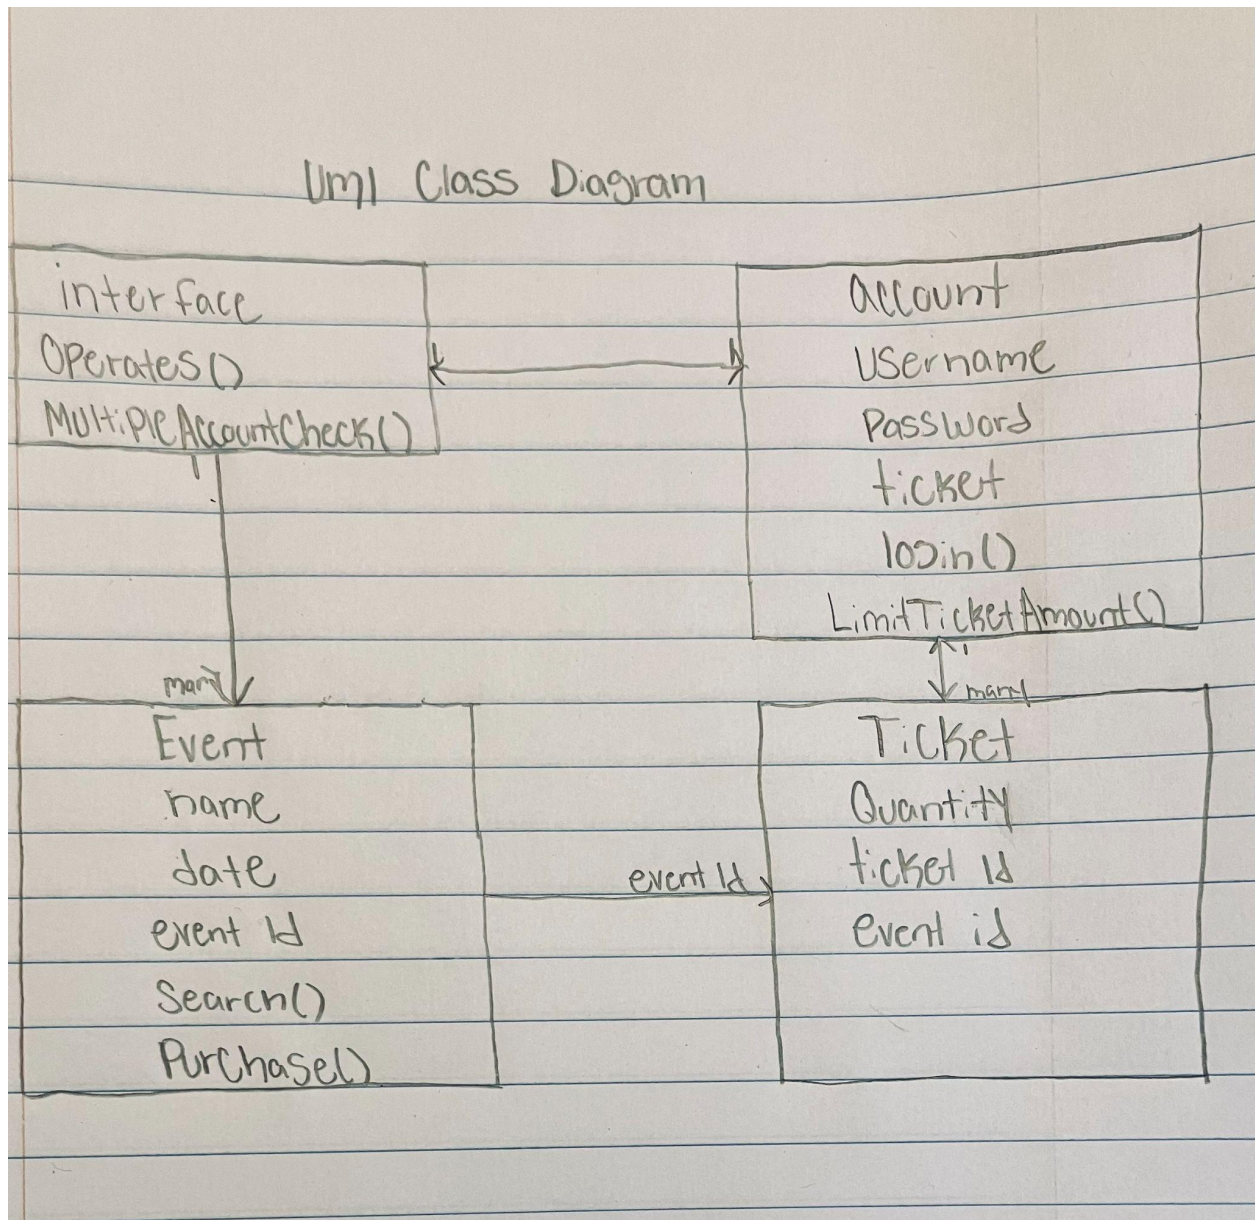 Uml Class Diagram
interface
Operates()
MultipleAccountCheck()
account
Username
Password
ticket
login()
LimitTicketAmount()
many
Event
name
date
event Id
Search()
Purchase()
event Id
many
Ticket
Quantity
ticket Id
event id